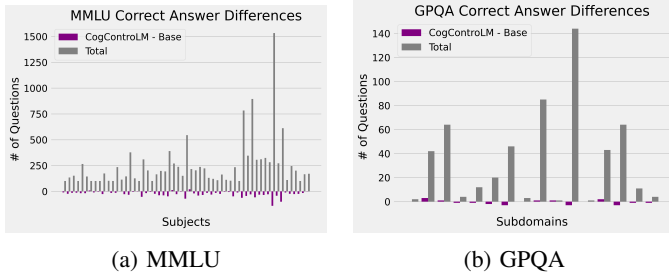 MMLU Correct Answer Differences
CogControLM - Base
Total
1500
1250
1000
750
500
250
0
# of Questions
Subjects
(a) MMLU
GPQA Correct Answer Differences
CogControLM - Base
Total
140
120
100
80
60
40
20
0
# of Questions
Subdomains
(b) GPQA